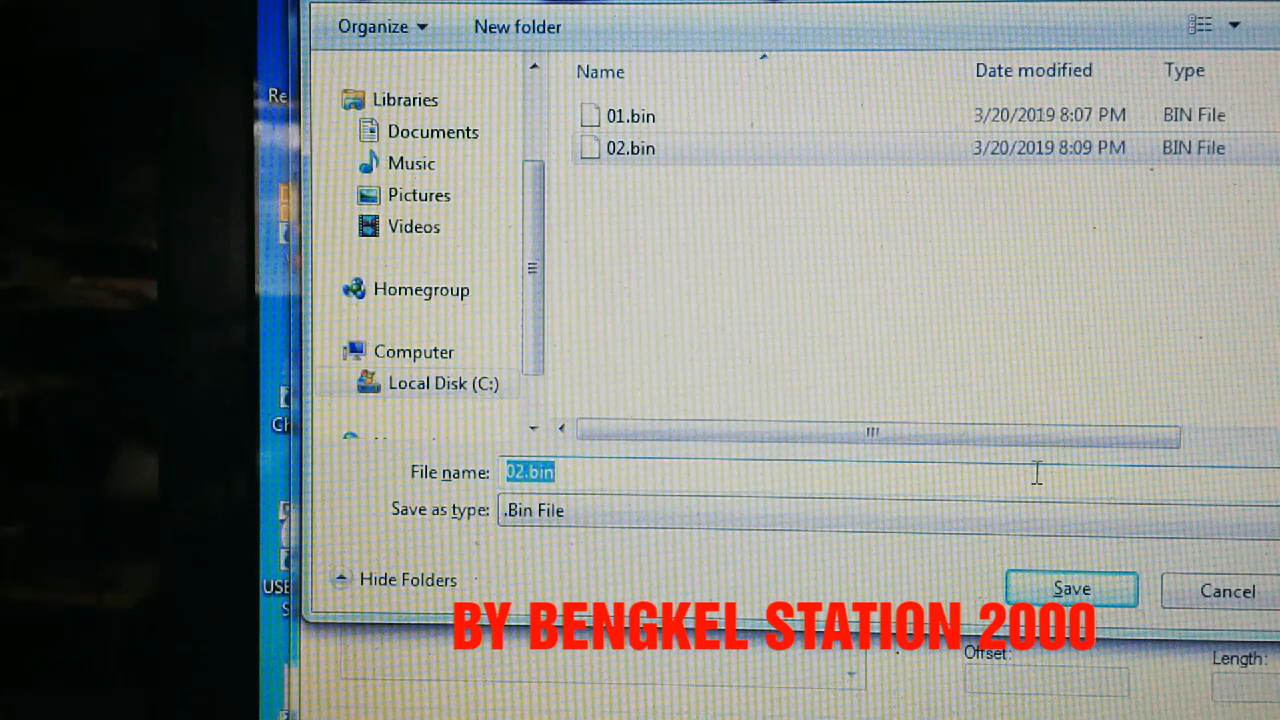 Organize New folder
Re
Name Date modified Type
Libraries
01.bin 3/20/2019 8:07 PM BIN File
Documents
02.bin 3/20/2019 8:09 PM BIN File
Music
Pictures
Videos
Homegroup
Computer
Local Disk (C:)
Ch
File name: 02.bin
Save as type: .Bin File
Hide Folders
USB
S
Save Cancel
BY BENGKEL STATION 2000
Offset: Length: